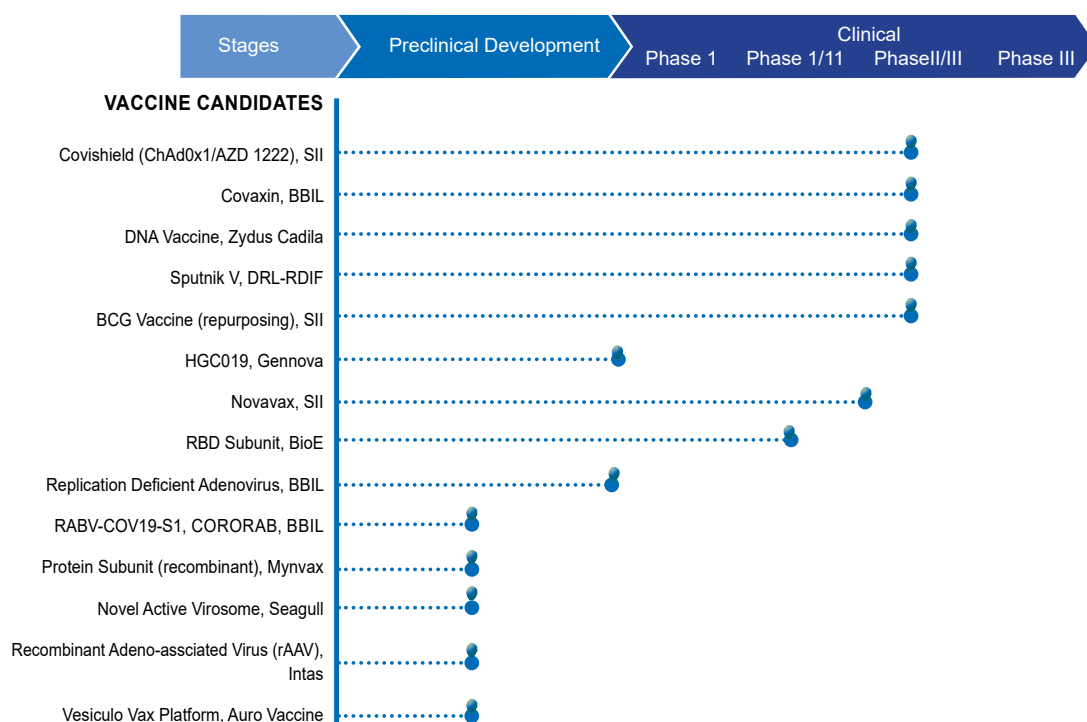 Stages
Preclinical Development
Clinical
Phase 1
Phase 1/11
PhaseII/III
Phase III
VACCINE CANDIDATES
Covishield (ChAd0x1/AZD 1222), SII
Covaxin, BBIL
DNA Vaccine, Zydus Cadila
Sputnik V, DRL-RDIF
BCG Vaccine (repurposing), SII
HGC019, Gennova
Novavax, SII
RBD Subunit, BioE
Replication Deficient Adenovirus, BBIL
RABV-COV19-S1, CORORAB, BBIL
Protein Subunit (recombinant), Mynvax
Novel Active Virosome, Seagull
Recombinant Adeno-assciated Virus (rAAV),
Intas
Vesiculo Vax Platform, Auro Vaccine